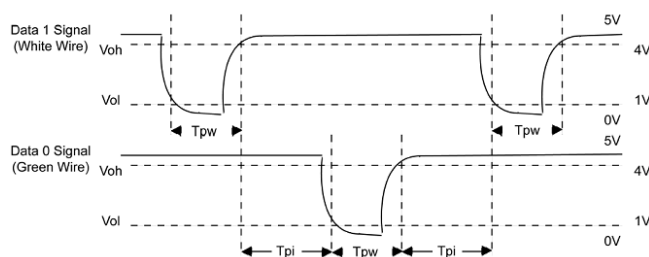 Data 1 Signal
(White Wire)
Voh
Vol
5V
4V
1V
0V
Tpw
Tpw
Data 0 Signal
(Green Wire)
Voh
Vol
5V
4V
1V
0V
Tpi
Tpw
Tpi